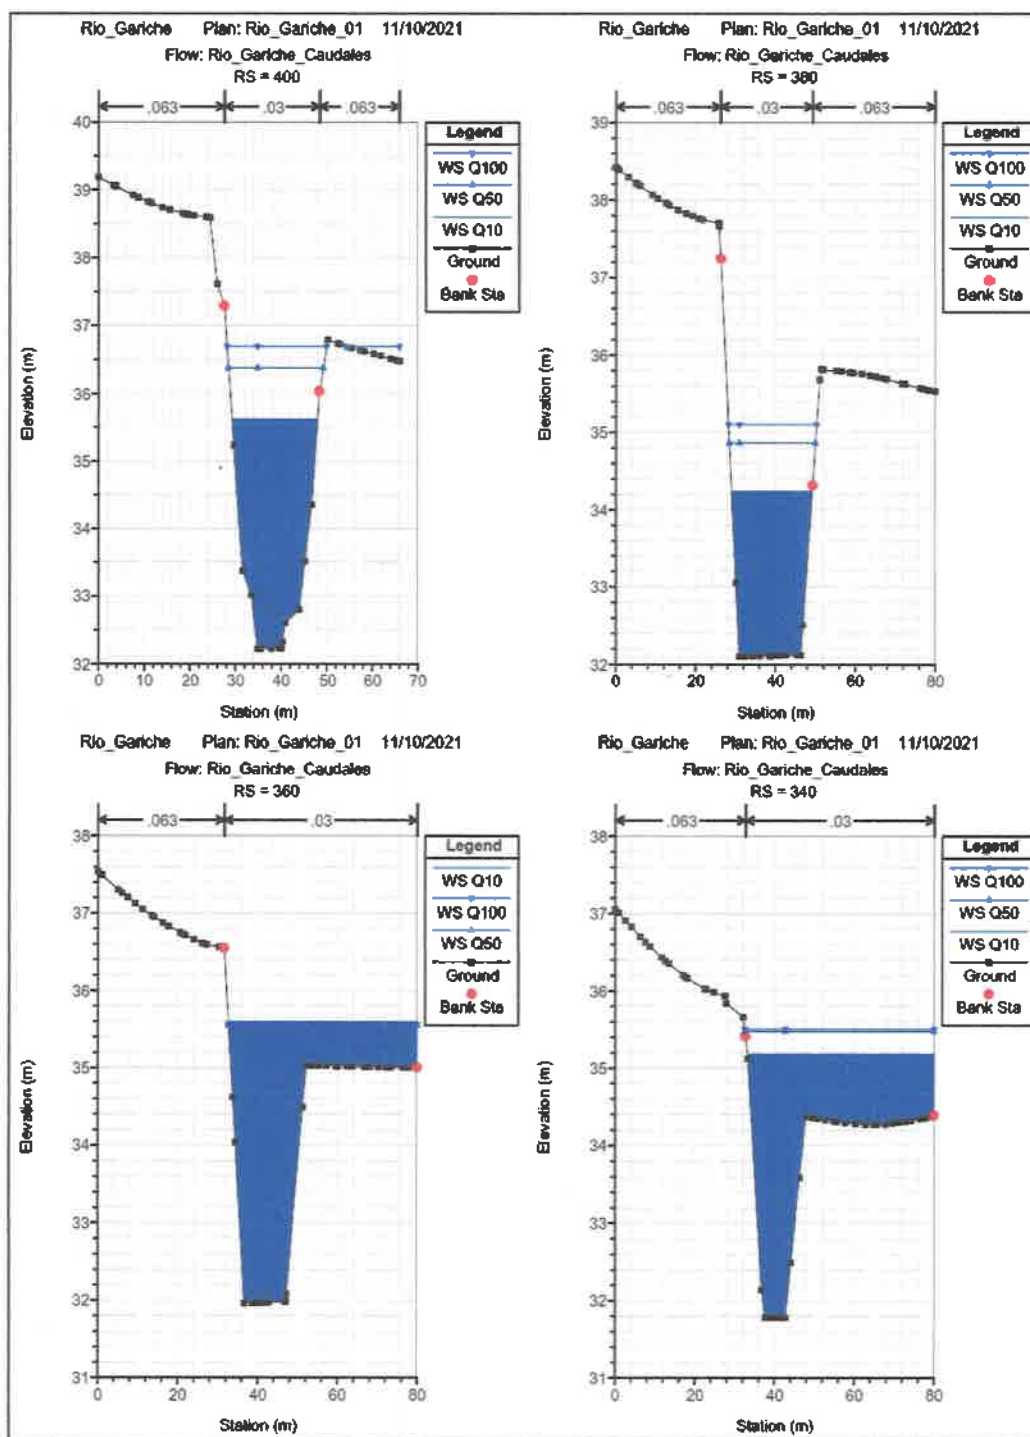 Rio_Gariche Plan: Rio_Gariche_01 11/10/2021
Flow: Rio_Gariche_Caudales
RS = 400
.063 .03 .063
40
39
38
37
36
35
34
33
32
Elevation (m)
0 10 20 30 40 50 60 70
Station (m)
Legend
WS Q100
WS Q50
WS Q10
Ground
Bank Sta
Rio_Gariche Plan: Rio_Gariche_01 11/10/2021
Flow: Rio_Gariche_Caudales
RS = 380
.063 .03 .063
39
38
37
36
35
34
33
32
Elevation (m)
0 20 40 60 80
Station (m)
Legend
WS Q100
WS Q50
WS Q10
Ground
Bank Sta
Rio_Gariche Plan: Rio_Gariche_01 11/10/2021
Flow: Rio_Gariche_Caudales
RS = 360
.063 .03
38
37
36
35
34
33
32
31
Elevation (m)
0 20 40 60 80
Station (m)
Legend
WS Q10
WS Q100
WS Q50
Ground
Bank Sta
Rio_Gariche Plan: Rio_Gariche_01 11/10/2021
Flow: Rio_Gariche_Caudales
RS = 340
.063 .03
38
37
36
35
34
33
32
31
Elevation (m)
0 20 40 60 80
Station (m)
Legend
WS Q100
WS Q50
WS Q10
Ground
Bank Sta